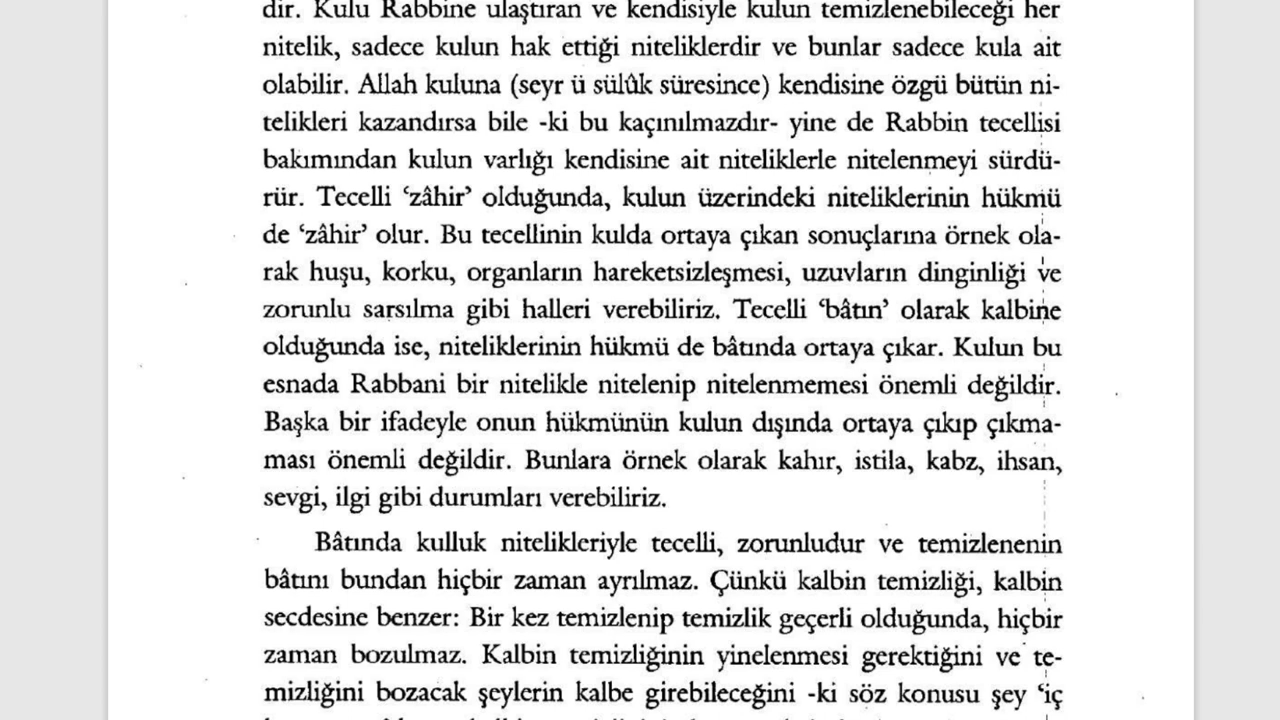 dir. Kulu Rabbine ulaştıran ve kendisiyle kulun temizlenebileceği her
nitelik, sadece kulun hak ettiği niteliklerdir ve bunlar sadece kula ait
olabilir. Allah kuluna (seyr ü sülûk süresince) kendisine özgü bütün ni-
telikleri kazandırsa bile -ki bu kaçınılmazdır- yine de Rabbin tecellisi
bakımından kulun varlığı kendisine ait niteliklerle nitelenmeyi sürdü-
rür. Tecelli ‘zâhir’ olduğunda, kulun üzerindeki niteliklerinin hükmü
de ‘zâhir’ olur. Bu tecellinin kulda ortaya çıkan sonuçlarına örnek ola-
rak huşu, korku, organların hareketsizleşmesi, uzuvların dinginliği ve
zorunlu sarsılma gibi halleri verebiliriz. Tecelli ‘bâtın’ olarak kalbine
olduğunda ise, niteliklerinin hükmü de bâtında ortaya çıkar. Kulun bu
esnada Rabbani bir nitelikle nitelenip nitelenmemesi önemli değildir.
Başka bir ifadeyle onun hükmünün kulun dışında ortaya çıkıp çıkma-
ması önemli değildir. Bunlara örnek olarak kahır, istila, kabz, ihsan,
sevgi, ilgi gibi durumları verebiliriz.
Bâtında kulluk nitelikleriyle tecelli, zorunludur ve temizlenenin
bâtını bundan hiçbir zaman ayrılmaz. Çünkü kalbin temizliği, kalbin
secdesine benzer: Bir kez temizlenip temizlik geçerli olduğunda, hiçbir
zaman bozulmaz. Kalbin temizliğinin yinelenmesi gerektiğini ve te-
mizliğini bozacak şeylerin kalbe girebileceğini -ki söz konusu şey ‘iç